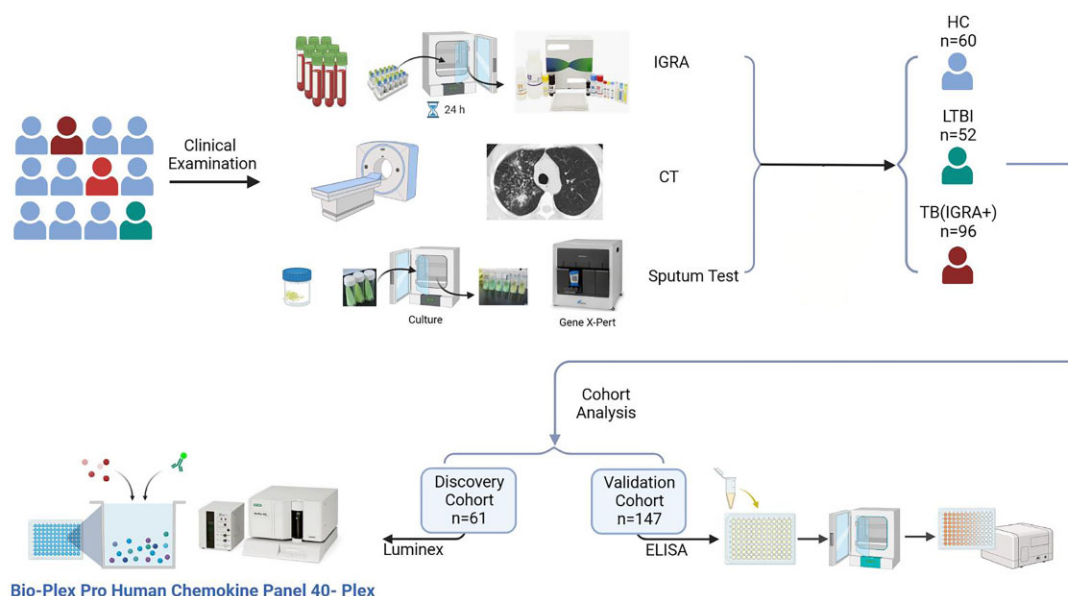 IGRA
24 h
Clinical
Examination
CT
Sputum Test
Culture
Gene X-Pert
HC
n=60
LTBI
n=52
TB(IGRA+)
n=96
Cohort
Analysis
Discovery
Cohort
n=61
Validation
Cohort
n=147
Luminex
ELISA
Bio-Plex Pro Human Chemokine Panel 40- Plex